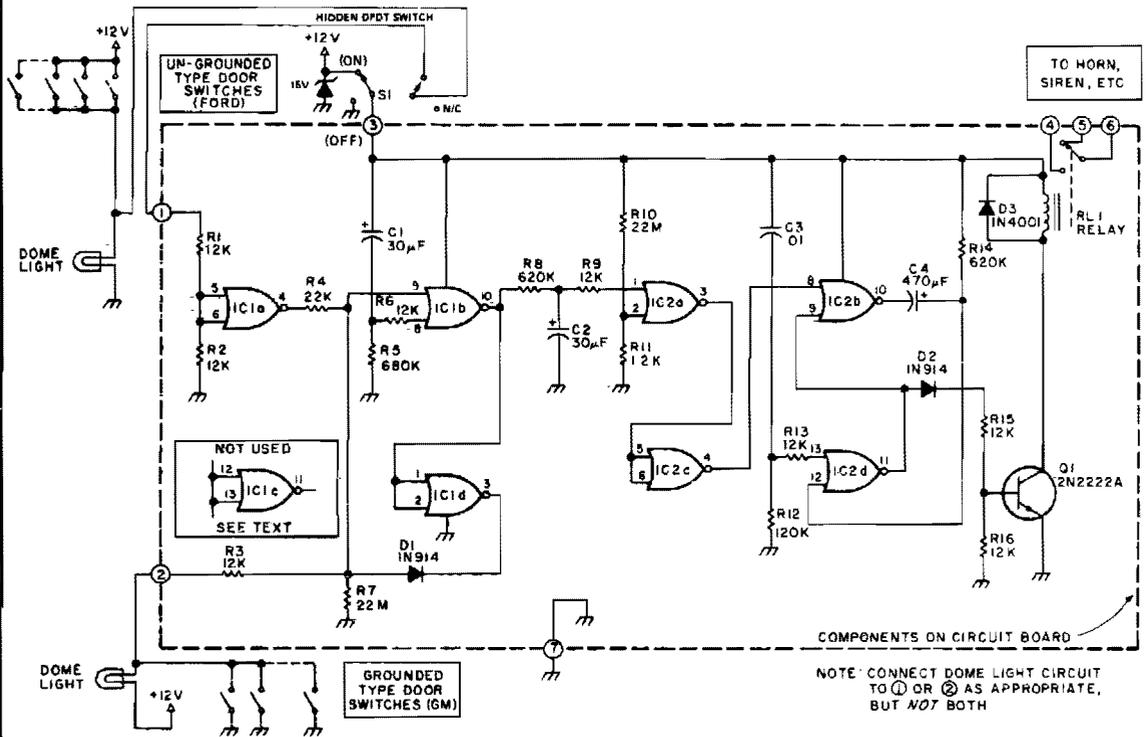 HIDDEN DPDT SWITCH
+12V
+12V
(ON)
15V
S1
N/C
UN-GROUNDED
TYPE DOOR
SWITCHES
(FORD)
TO HORN,
SIREN, ETC
3
(OFF)
4
5
6
1
DOME
LIGHT
R1
12K
R2
12K
5
6
IC1a
4
R4
22K
C1
30µF
R6
12K
R5
680K
9
8
IC1b
10
R8
620K
R9
12K
C2
30µF
R10
22M
R11
12K
1
2
IC2a
3
C3
.01
8
9
IC2b
10
C4
470µF
R14
620K
D3
1N4001
RL1
RELAY
D2
1N914
R15
12K
R16
12K
Q1
2N2222A
5
6
IC2c
4
R13
12K
13
12
IC2d
11
R12
120K
NOT USED
12
13
IC1c
11
SEE TEXT
1
2
IC1d
3
D1
1N914
2
R3
12K
R7
22M
7
COMPONENTS ON CIRCUIT BOARD
DOME
LIGHT
+12V
GROUNDED
TYPE DOOR
SWITCHES (GM)
NOTE: CONNECT DOME LIGHT CIRCUIT
TO ① OR ② AS APPROPRIATE,
BUT NOT BOTH